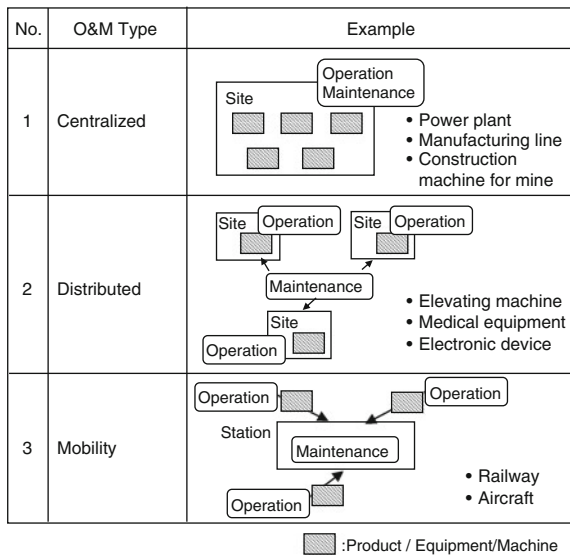 No.
O&M Type
Example
1
Centralized
Operation
Maintenance
Site
• Power plant
• Manufacturing line
• Construction
machine for mine
2
Distributed
Site
Operation
Site
Operation
Maintenance
Site
Operation
• Elevating machine
• Medical equipment
• Electronic device
3
Mobility
Operation
Operation
Station
Maintenance
Operation
• Railway
• Aircraft
:Product / Equipment/Machine